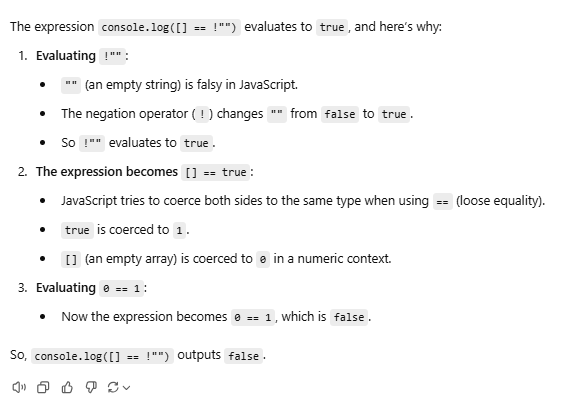 The expression console.log([] == !"") evaluates to true, and here's why:
1. Evaluating !"":
• "" (an empty string) is falsy in JavaScript.
• The negation operator (!) changes "" from false to true.
• So !"" evaluates to true.
2. The expression becomes [] == true:
• JavaScript tries to coerce both sides to the same type when using == (loose equality).
• true is coerced to 1.
• [] (an empty array) is coerced to 0 in a numeric context.
3. Evaluating 0 == 1:
• Now the expression becomes 0 == 1, which is false.
So, console.log([] == !"") outputs false.